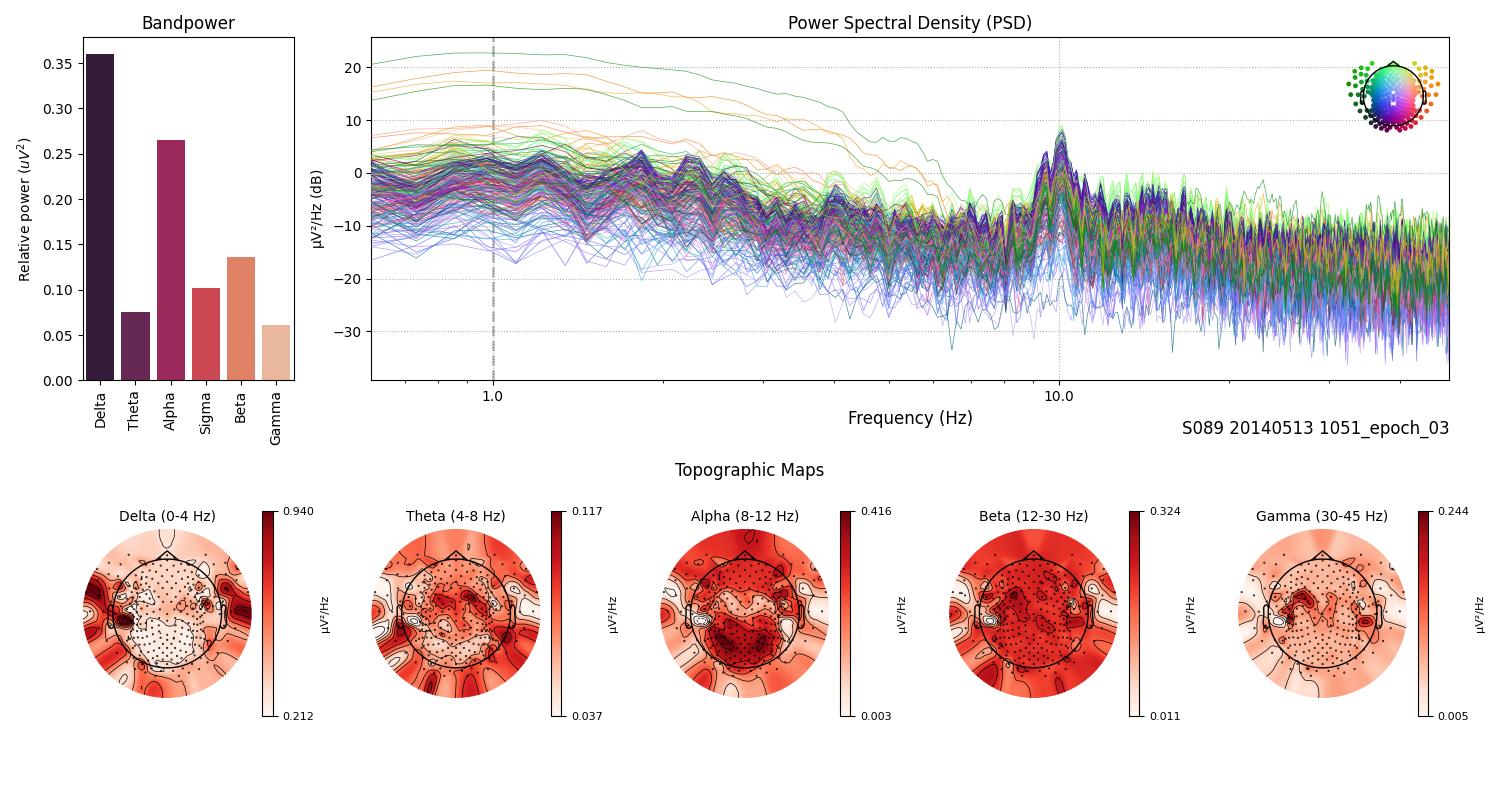 Bandpower
Relative power (uV²)
0.35
0.30
0.25
0.20
0.15
0.10
0.05
0.00
Delta
Theta
Alpha
Sigma
Beta
Gamma
Power Spectral Density (PSD)
µV²/Hz (dB)
20
10
0
−10
−20
−30
1.0
10.0
Frequency (Hz)
S089 20140513 1051_epoch_03
Topographic Maps
Delta (0-4 Hz)
0.940
0.212
µV²/Hz
Theta (4-8 Hz)
0.117
0.037
µV²/Hz
Alpha (8-12 Hz)
0.416
0.003
µV²/Hz
Beta (12-30 Hz)
0.324
0.011
µV²/Hz
Gamma (30-45 Hz)
0.244
0.005
µV²/Hz